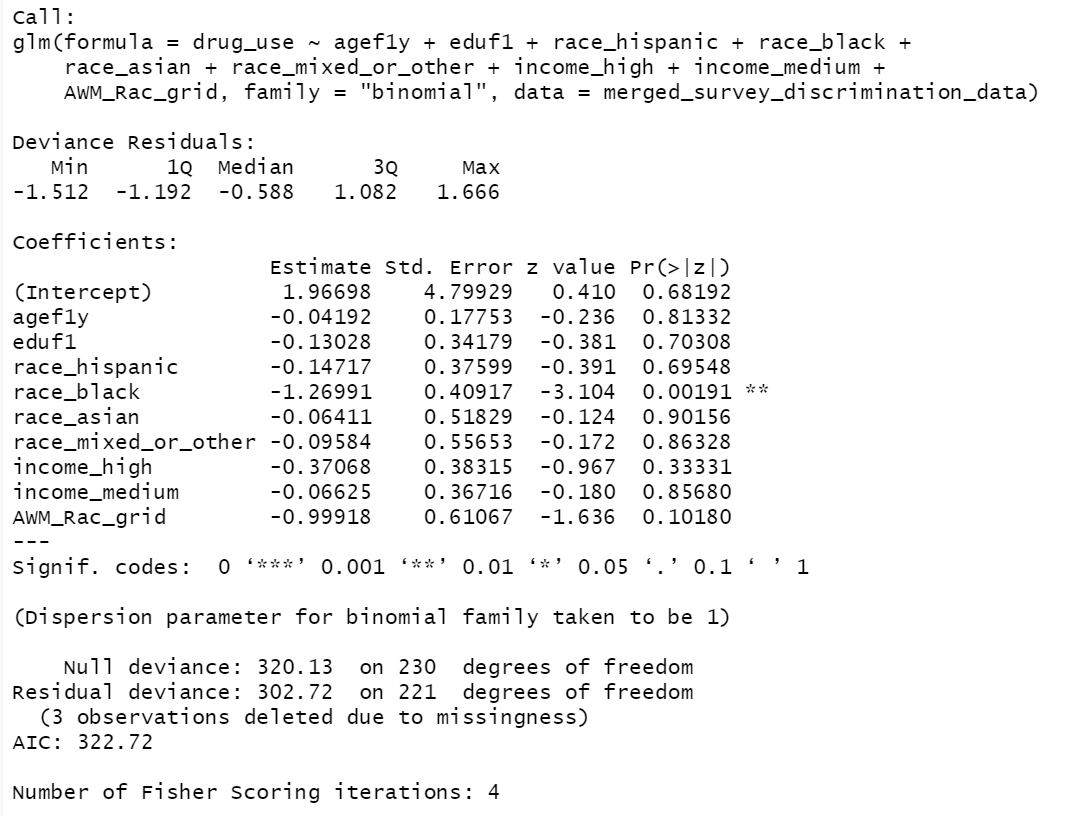 Call:
glm(formula = drug_use ~ agef1y + eduf1 + race_hispanic + race_black +
    race_asian + race_mixed_or_other + income_high + income_medium +
    AWM_Rac_grid, family = "binomial", data = merged_survey_discrimination_data)

Deviance Residuals:
   Min      1Q  Median      3Q     Max
-1.512  -1.192  -0.588   1.082   1.666

Coefficients:
                    Estimate Std. Error z value Pr(>|z|)
(Intercept)          1.96698    4.79929   0.410  0.68192
agef1y              -0.04192    0.17753  -0.236  0.81332
eduf1               -0.13028    0.34179  -0.381  0.70308
race_hispanic       -0.14717    0.37599  -0.391  0.69548
race_black          -1.26991    0.40917  -3.104  0.00191 **
race_asian          -0.06411    0.51829  -0.124  0.90156
race_mixed_or_other -0.09584    0.55653  -0.172  0.86328
income_high         -0.37068    0.38315  -0.967  0.33331
income_medium       -0.06625    0.36716  -0.180  0.85680
AWM_Rac_grid        -0.99918    0.61067  -1.636  0.10180
---
Signif. codes:  0 ‘***’ 0.001 ‘**’ 0.01 ‘*’ 0.05 ‘.’ 0.1 ‘ ’ 1

(Dispersion parameter for binomial family taken to be 1)

    Null deviance: 320.13  on 230  degrees of freedom
Residual deviance: 302.72  on 221  degrees of freedom
  (3 observations deleted due to missingness)
AIC: 322.72

Number of Fisher Scoring iterations: 4